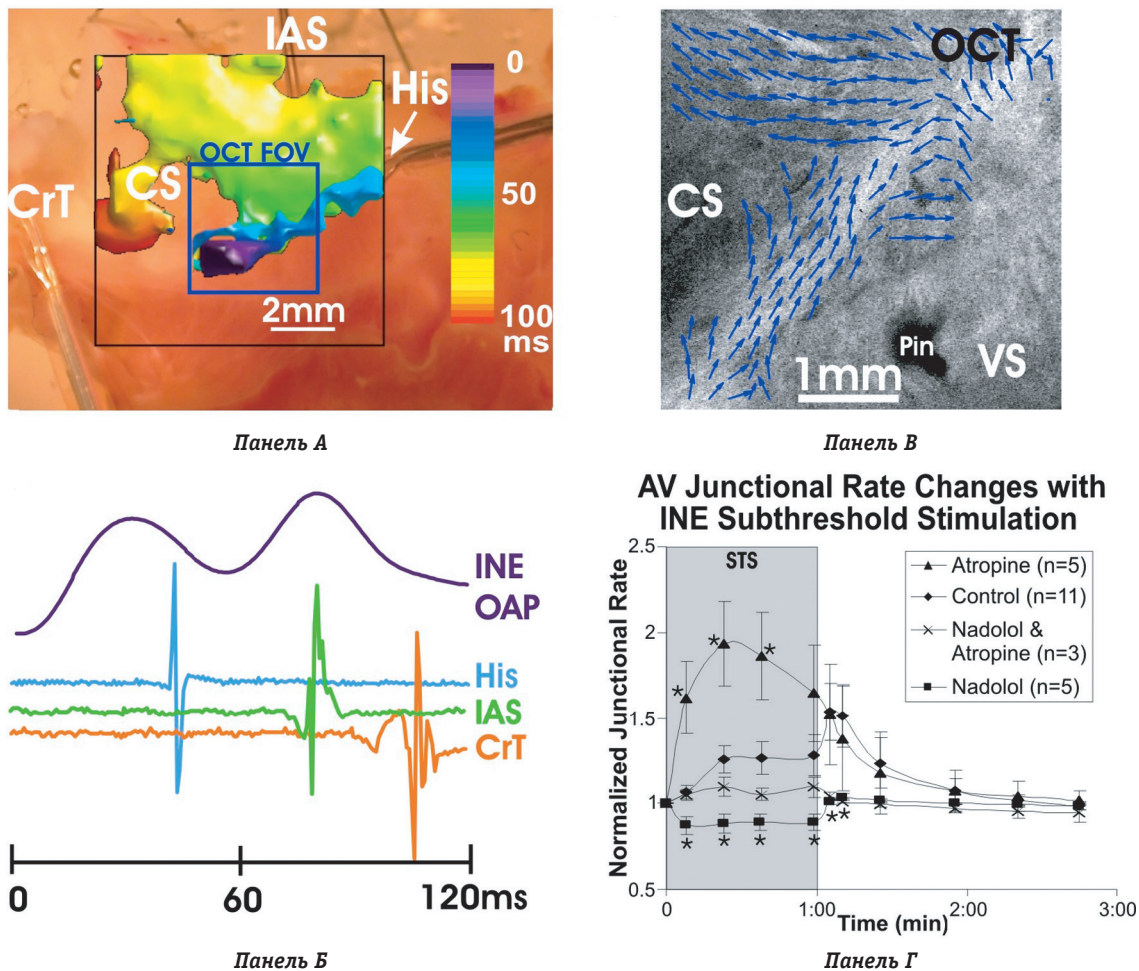 IAS
0
His
OCT FOV
CS
CrT
50
2mm
100
ms
Панель А
OCT
CS
Pin
VS
1mm
Панель В
INE
OAP
His
IAS
CrT
0
60
120ms
Панель Б
AV Junctional Rate Changes with
INE Subthreshold Stimulation
Normalized Junctional Rate
2.5
2
1.5
1
0.5
STS
Atropine (n=5)
Control (n=11)
Nadolol &
Atropine (n=3)
Nadolol (n=5)
*
*
*
*
*
*
*
*
*
0
1:00
2:00
3:00
Time (min)
Панель Г